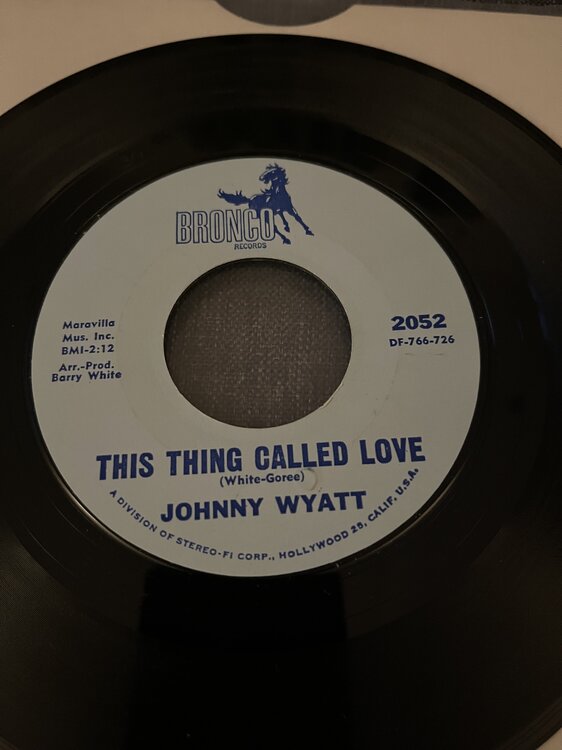 BRONCO
RECORDS
Maravilla
Mus. Inc.
BMI-2:12
Arr.-Prod.
Barry White
2052
DF-766-726
THIS THING CALLED LOVE
(White-Goree)
JOHNNY WYATT
A DIVISION OF STEREO-FI CORP., HOLLYWOOD 28, CALIF. U.S.A.